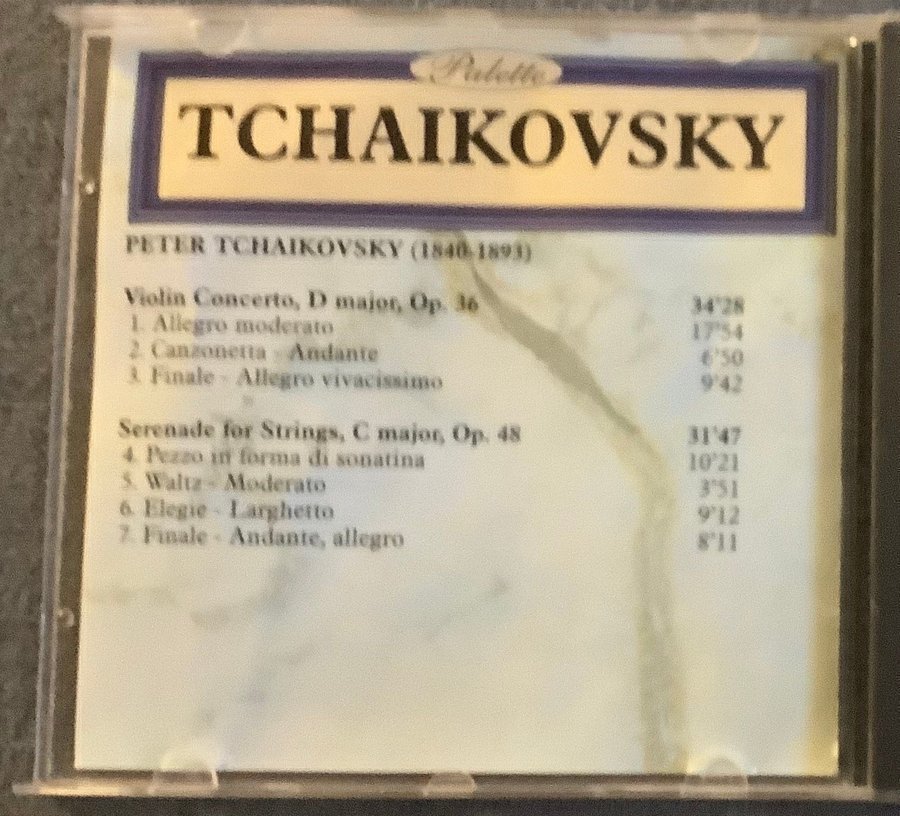 Palette
TCHAIKOVSKY
PETER TCHAIKOVSKY (1840-1893)
Violin Concerto, D major, Op. 36 34'28
1. Allegro moderato 17'54
2. Canzonetta - Andante 6'50
3. Finale - Allegro vivacissimo 9'42
Serenade for Strings, C major, Op. 48 31'47
4. Pezzo in forma di sonatina 10'21
5. Waltz - Moderato 3'51
6. Elegie - Larghetto 9'12
7. Finale - Andante, allegro 8'11